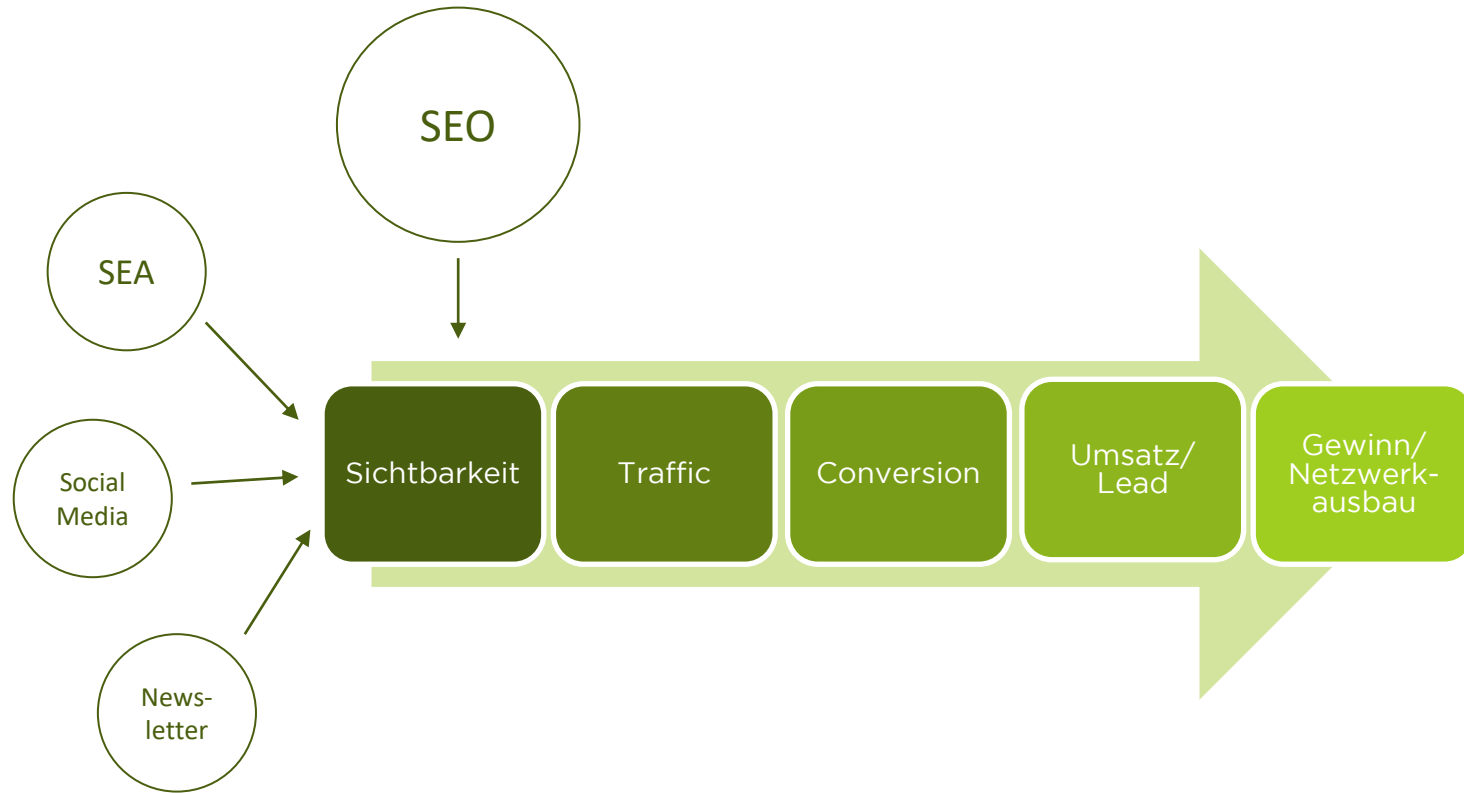 SEO
SEA
Social
Media
News-
letter
Sichtbarkeit
Traffic
Conversion
Umsatz/
Lead
Gewinn/
Netzwerk-
ausbau